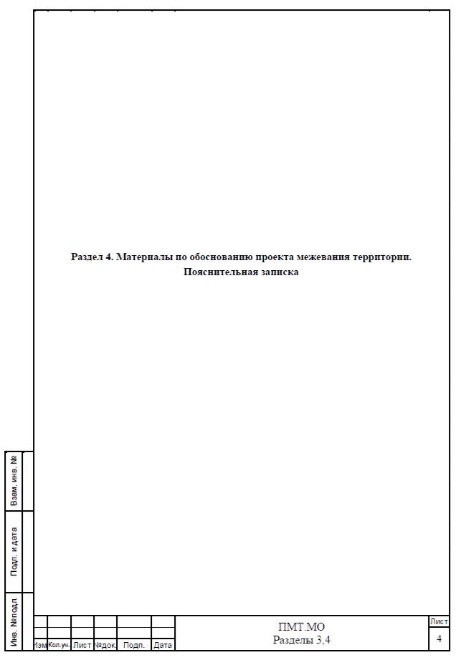 Раздел 4. Материалы по обоснованию проекта межевания территории.
Пояснительная записка
Взам. инв. №
Подп. и дата
Инв. №подл
Изм Кол.уч. Лист №док. Подп. Дата
ПМТ.МО
Разделы 3,4
Лист
4